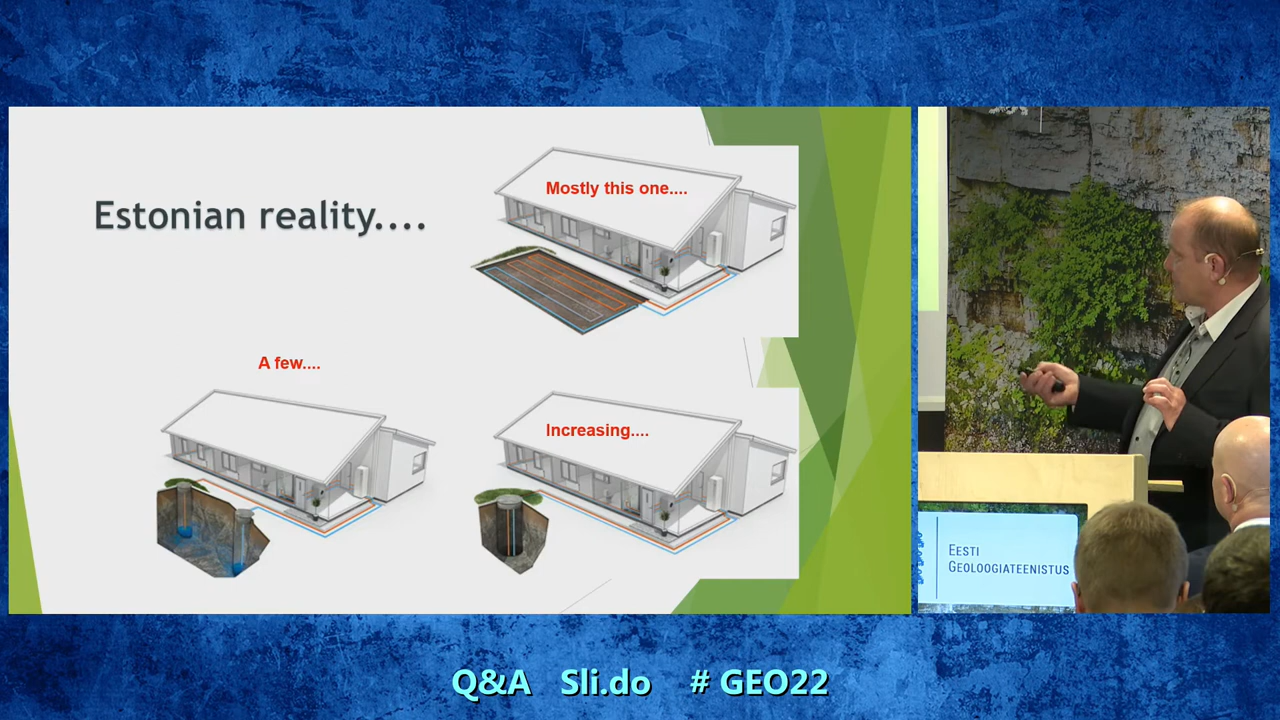 Estonian reality....
Mostly this one....
A few....
Increasing....
EESTI
GEOLOOGIATEENISTUS
Q&A Sli.do # GEO22